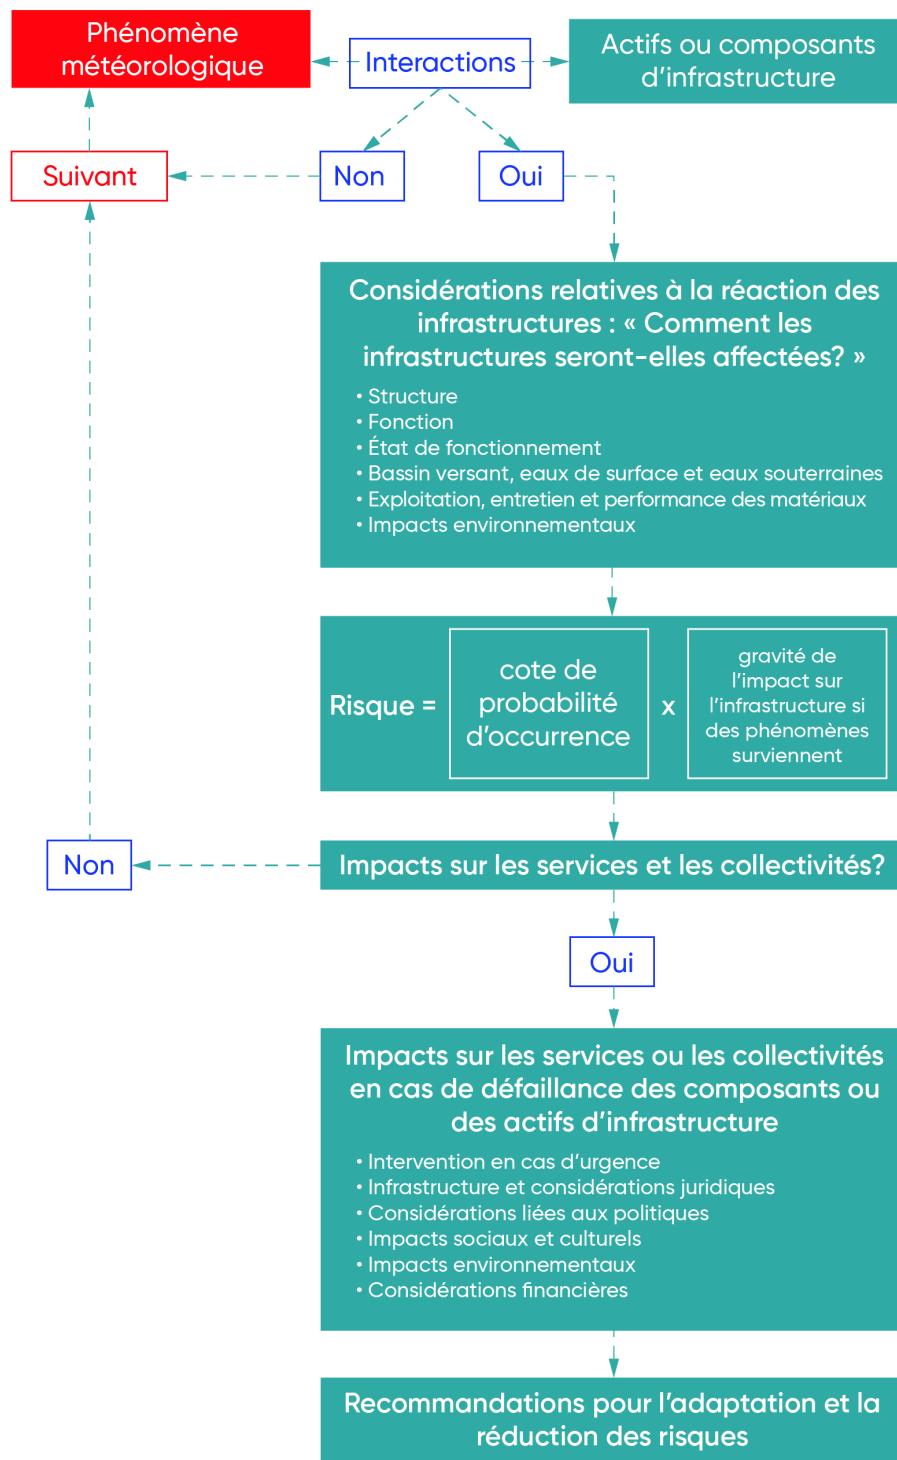 Phénomène
météorologique
Interactions
Actifs ou composants
d'infrastructure
Suivant
Non
Oui
Considérations relatives à la réaction des
infrastructures : « Comment les
infrastructures seront-elles affectées? »
• Structure
• Fonction
• État de fonctionnement
• Bassin versant, eaux de surface et eaux souterraines
• Exploitation, entretien et performance des matériaux
• Impacts environnementaux
Risque =
cote de
probabilité
d'occurrence
x
gravité de
l'impact sur
l'infrastructure si
des phénomènes
surviennent
Non
Impacts sur les services et les collectivités?
Oui
Impacts sur les services ou les collectivités
en cas de défaillance des composants ou
des actifs d'infrastructure
• Intervention en cas d'urgence
• Infrastructure et considérations juridiques
• Considérations liées aux politiques
• Impacts sociaux et culturels
• Impacts environnementaux
• Considérations financières
Recommandations pour l'adaptation et la
réduction des risques